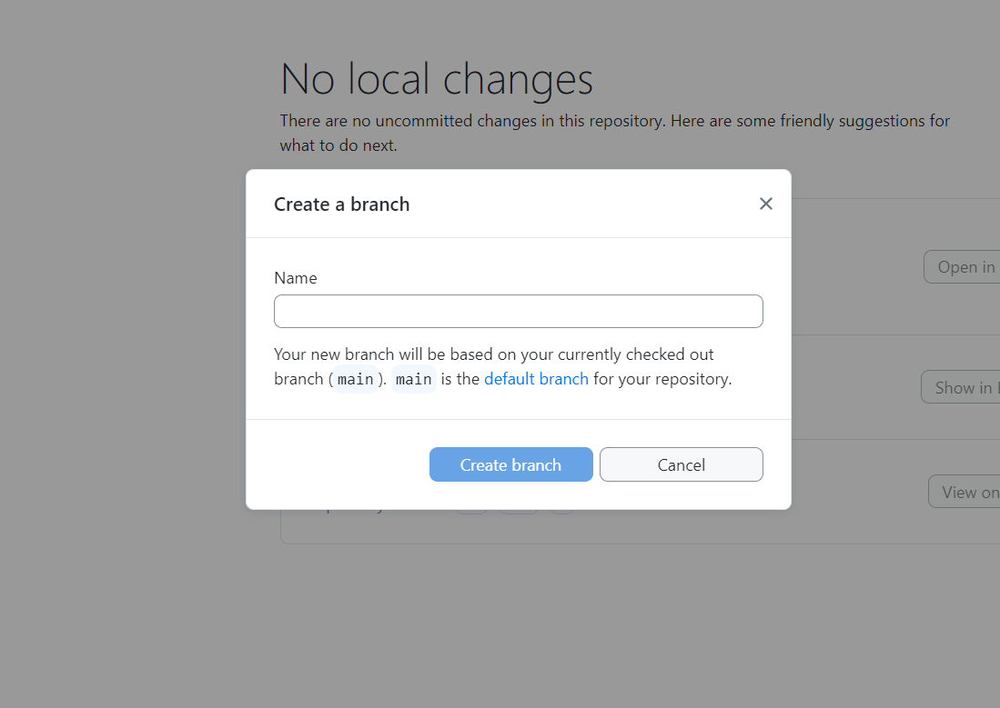 No local changes
There are no uncommitted changes in this repository. Here are some friendly suggestions for
what to do next.
Create a branch
Open in
Name
Your new branch will be based on your currently checked out
branch (main). main is the default branch for your repository.
Show in
Create branch
Cancel
View on